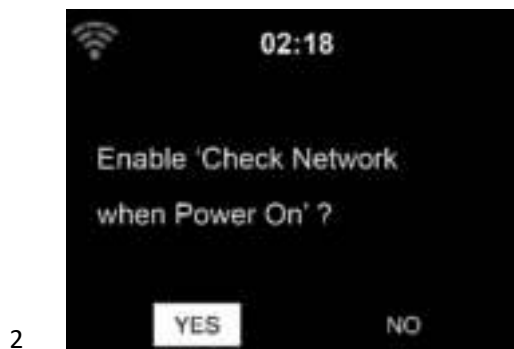 02:18
Enable 'Check Network
when Power On' ?
YES NO
2